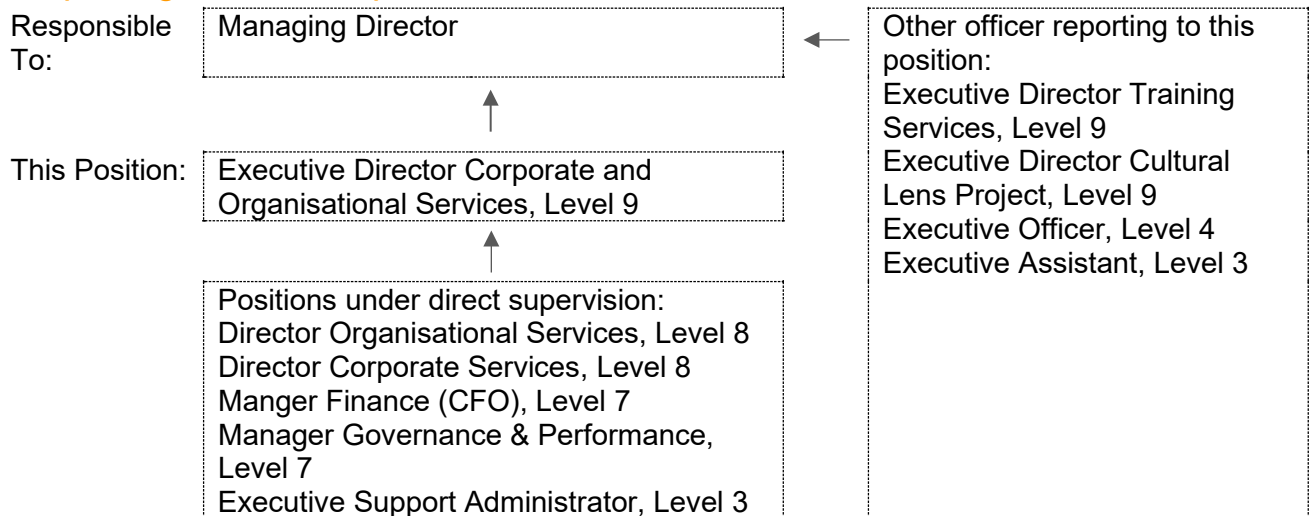 Responsible
To:
Managing Director
Other officer reporting to this
position:
Executive Director Training
Services, Level 9
Executive Director Cultural
Lens Project, Level 9
Executive Officer, Level 4
Executive Assistant, Level 3
This Position:
Executive Director Corporate and
Organisational Services, Level 9
Positions under direct supervision:
Director Organisational Services, Level 8
Director Corporate Services, Level 8
Manger Finance (CFO), Level 7
Manager Governance & Performance,
Level 7
Executive Support Administrator, Level 3